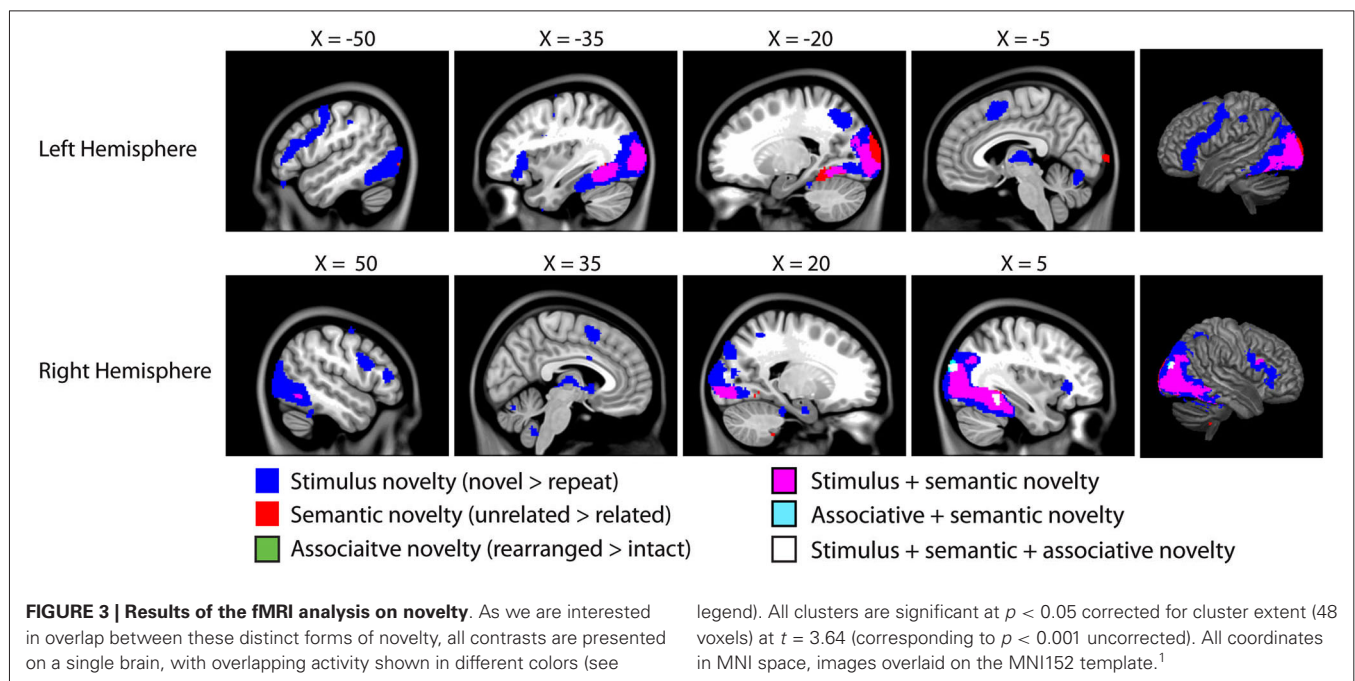 X = -50
X = -35
X = -20
X = -5
Left Hemisphere
X = 50
X = 35
X = 20
X = 5
Right Hemisphere
Stimulus novelty (novel > repeat)
Semantic novelty (unrelated > related)
Associaitve novelty (rearranged > intact)
Stimulus + semantic novelty
Associative + semantic novelty
Stimulus + semantic + associative novelty
FIGURE 3 | Results of the fMRI analysis on novelty. As we are interested
in overlap between these distinct forms of novelty, all contrasts are presented
on a single brain, with overlapping activity shown in different colors (see
legend). All clusters are significant at p < 0.05 corrected for cluster extent (48
voxels) at t = 3.64 (corresponding to p < 0.001 uncorrected). All coordinates
in MNI space, images overlaid on the MNI152 template.1